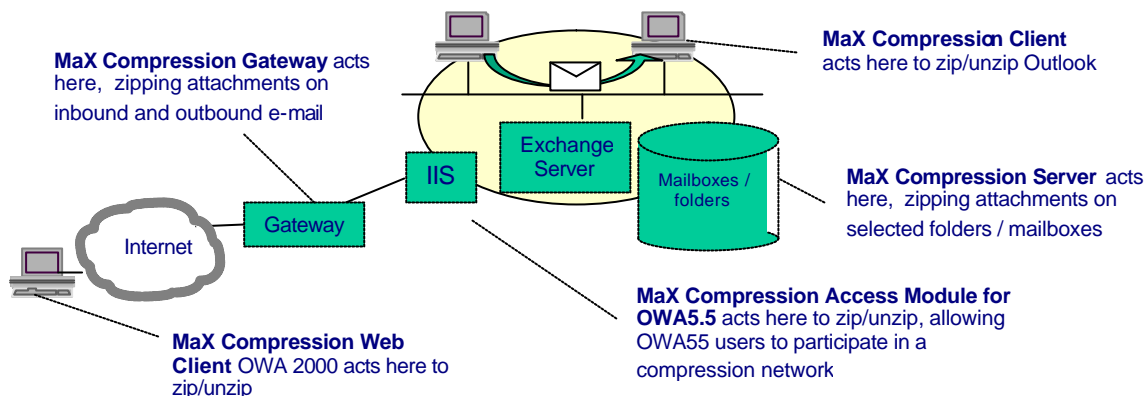 MaX Compression Gateway acts
here, zipping attachments on
inbound and outbound e-mail
MaX Compression Client
acts here to zip/unzip Outlook
Exchange
Server
IIS
Mailboxes /
folders
MaX Compression Server acts
here, zipping attachments on
selected folders / mailboxes
Gateway
Internet
MaX Compression Access Module for
OWA5.5 acts here to zip/unzip, allowing
OWA55 users to participate in a
compression network
MaX Compression Web
Client OWA 2000 acts here to
zip/unzip